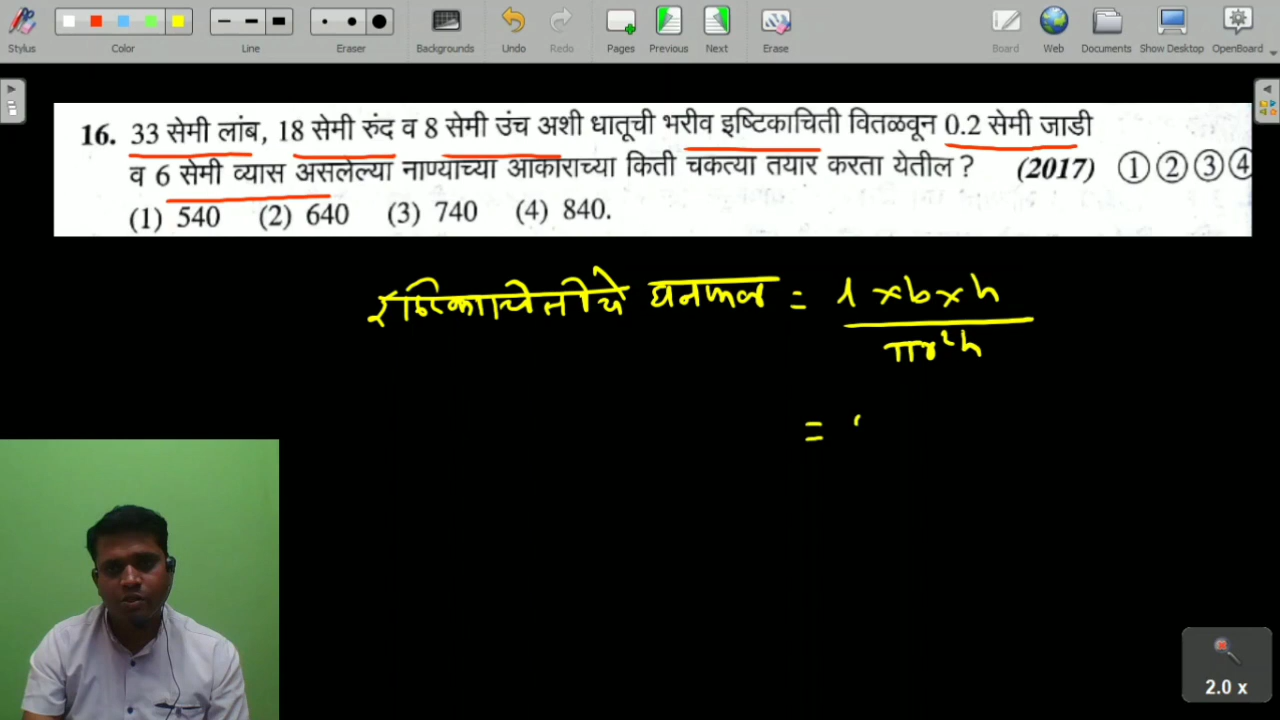 Stylus Color Line Eraser Backgrounds Undo Redo Pages Previous Next Erase Board Web Documents Show Desktop OpenBoard
16. 33 सेमी लांब, 18 सेमी रुंद व 8 सेमी उंच अशी धातूची भरीव इष्टिकाचिती वितळवून 0.2 सेमी जाडी
व 6 सेमी व्यास असलेल्या नाण्याच्या आकाराच्या किती चकत्या तयार करता येतील ? (2017) ① ② ③ ④
(1) 540 (2) 640 (3) 740 (4) 840.
इष्टिकाचितीचे घनफळ = l × b × h
πr²h
=
2.0 x